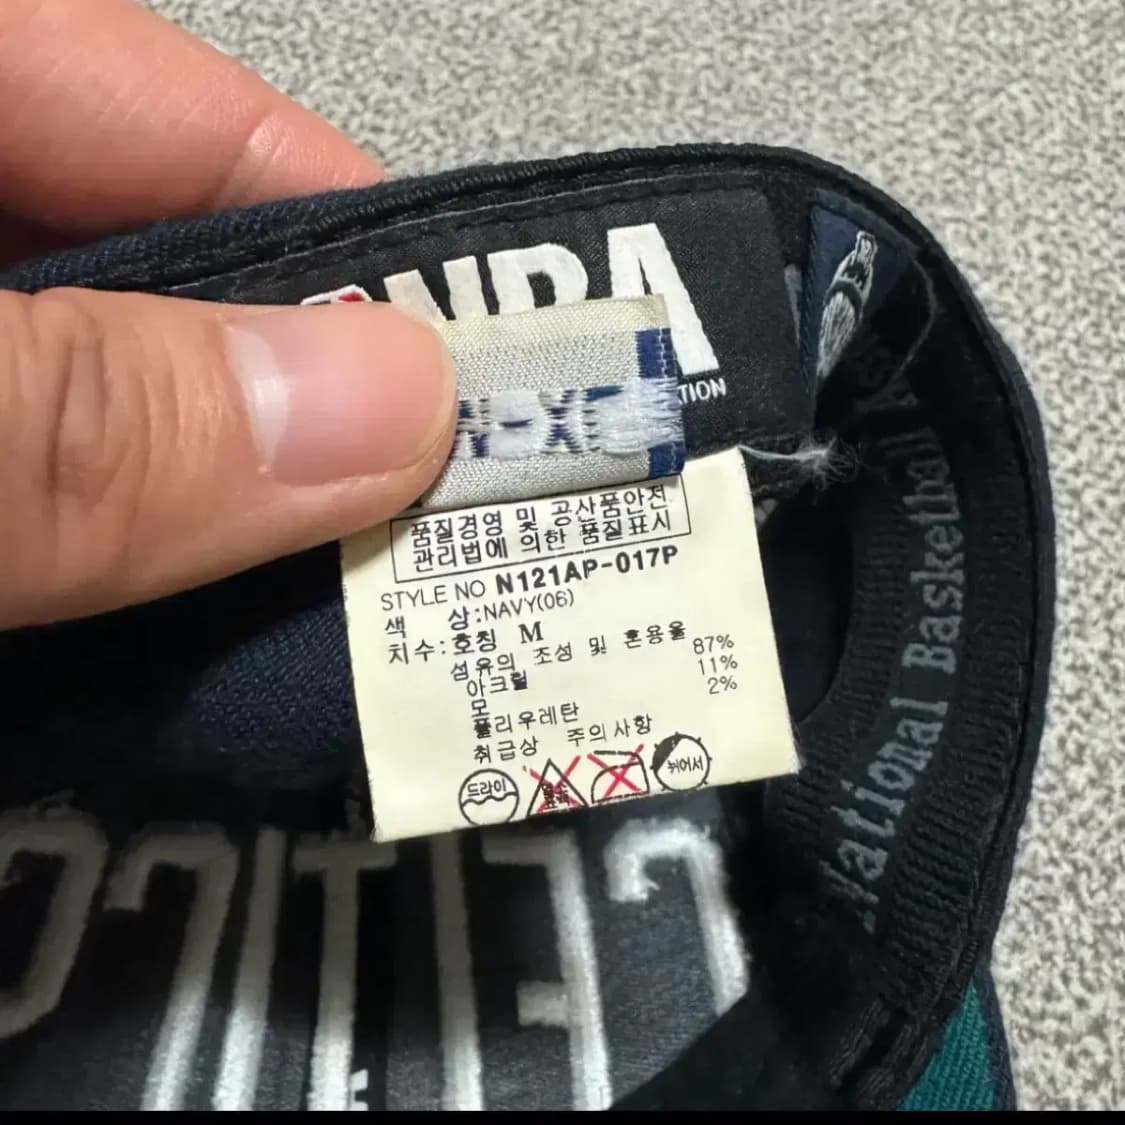 NBA
TION
품질경영 및 공산품안전
관리법에 의한 품질표시
STYLE NO N121AP-017P
색 상:NAVY(06)
치수:호칭 M
섬유의 조성 및 혼용율
아크릴 87%
모 11%
폴리우레탄 2%
취급상 주의사항
드라이
뉘어서
National Basketball